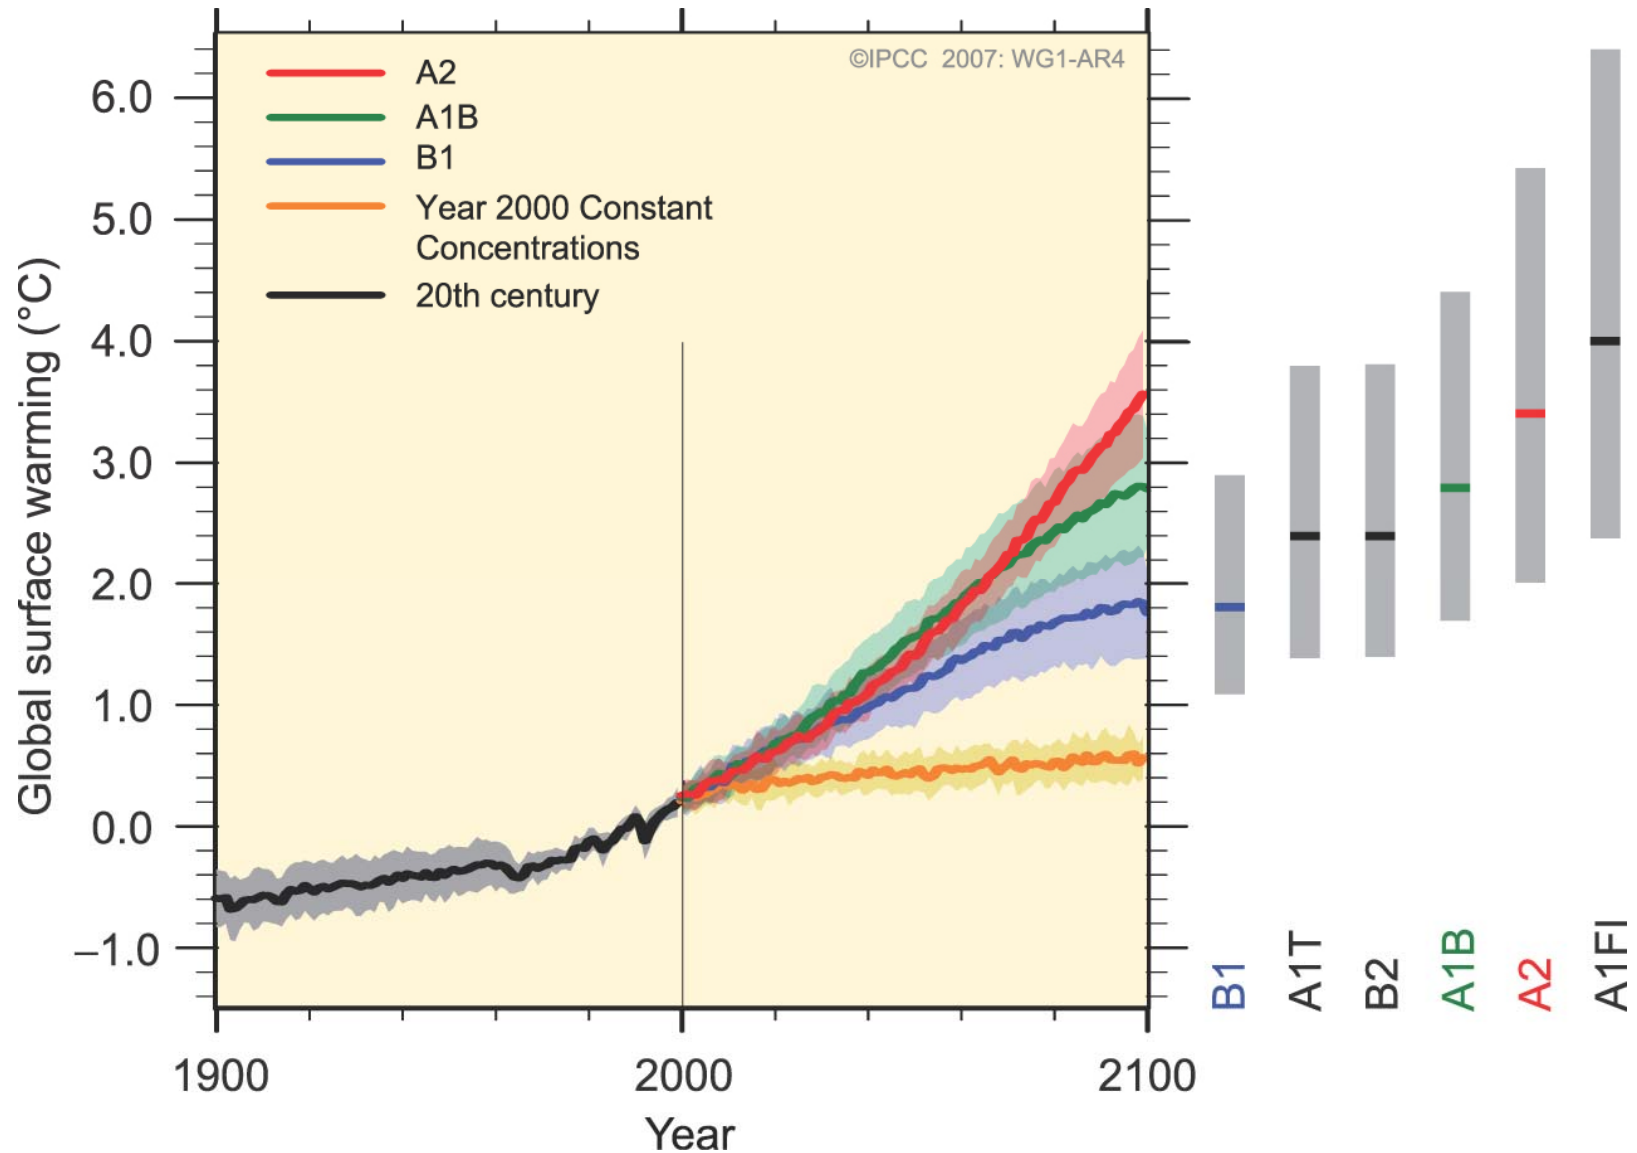 ©IPCC 2007: WG1-AR4
A2
A1B
B1
Year 2000 Constant
Concentrations
20th century
Global surface warming (°C)
6.0
5.0
4.0
3.0
2.0
1.0
0.0
–1.0
1900
2000
2100
Year
B1
A1T
B2
A1B
A2
A1FI